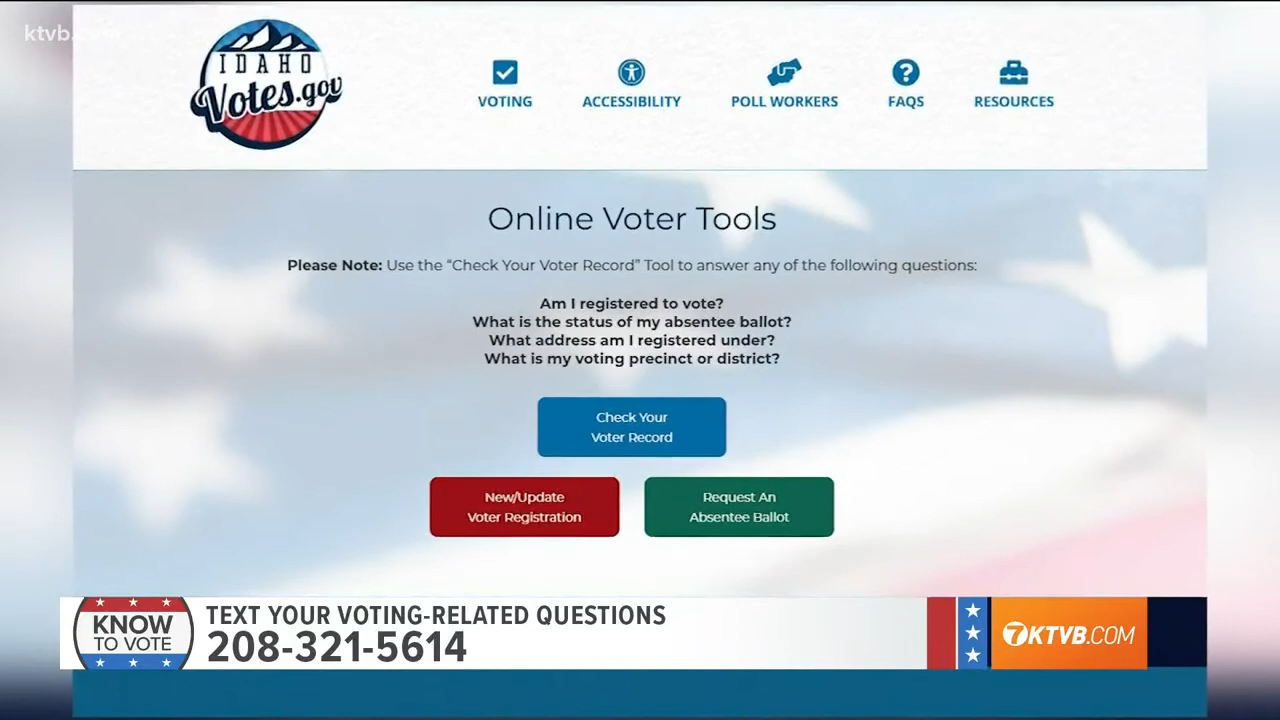 ktvb.com
IDAHO
Votes.gov
VOTING
ACCESSIBILITY
POLL WORKERS
FAQS
RESOURCES
Online Voter Tools
Please Note: Use the “Check Your Voter Record” Tool to answer any of the following questions:
Am I registered to vote?
What is the status of my absentee ballot?
What address am I registered under?
What is my voting precinct or district?
Check Your
Voter Record
New/Update
Voter Registration
Request An
Absentee Ballot
KNOW
TO VOTE
TEXT YOUR VOTING-RELATED QUESTIONS
208-321-5614
7KTVB.COM